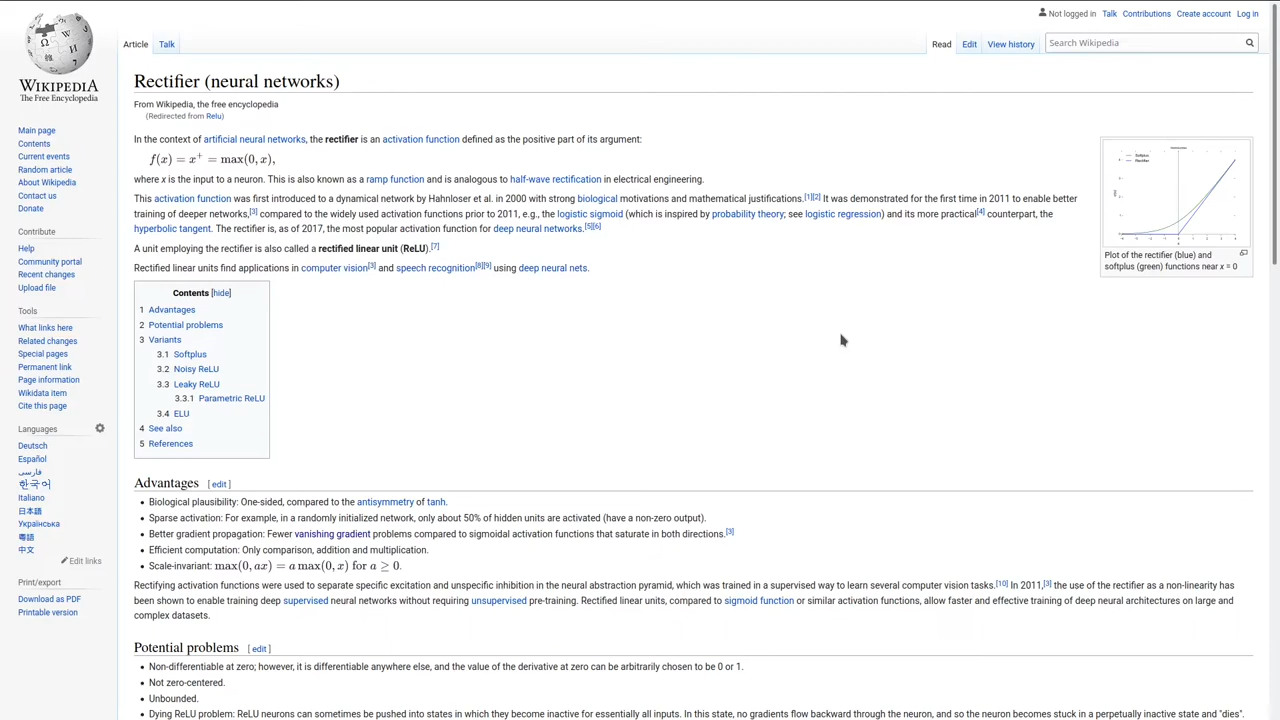 Not logged in Talk Contributions Create account Log in
Article Talk Read Edit View history Search Wikipedia
WIKIPEDIA
The Free Encyclopedia
Main page
Contents
Current events
Random article
About Wikipedia
Contact us
Donate
Contribute
Help
Community portal
Recent changes
Upload file
Tools
What links here
Related changes
Special pages
Permanent link
Page information
Wikidata item
Cite this page
Languages
Deutsch
Español
فارسی
한국어
Italiano
日本語
Українська
粵語
中文
Edit links
Print/export
Download as PDF
Printable version
Rectifier (neural networks)
From Wikipedia, the free encyclopedia
(Redirected from Relu)
In the context of artificial neural networks, the rectifier is an activation function defined as the positive part of its argument:
f(x) = x⁺ = max(0, x),
where x is the input to a neuron. This is also known as a ramp function and is analogous to half-wave rectification in electrical engineering.
This activation function was first introduced to a dynamical network by Hahnloser et al. in 2000 with strong biological motivations and mathematical justifications.[1][2] It was demonstrated for the first time in 2011 to enable better
training of deeper networks,[3] compared to the widely used activation functions prior to 2011, e.g., the logistic sigmoid (which is inspired by probability theory; see logistic regression) and its more practical[4] counterpart, the
hyperbolic tangent. The rectifier is, as of 2017, the most popular activation function for deep neural networks.[5][6]
A unit employing the rectifier is also called a rectified linear unit (ReLU).[7]
Rectified linear units find applications in computer vision[3] and speech recognition[8][9] using deep neural nets.
Softplus
Rectifier
Plot of the rectifier (blue) and
softplus (green) functions near x = 0
Contents [hide]
1 Advantages
2 Potential problems
3 Variants
3.1 Softplus
3.2 Noisy ReLU
3.3 Leaky ReLU
3.3.1 Parametric ReLU
3.4 ELU
4 See also
5 References
Advantages [ edit ]
• Biological plausibility: One-sided, compared to the antisymmetry of tanh.
• Sparse activation: For example, in a randomly initialized network, only about 50% of hidden units are activated (have a non-zero output).
• Better gradient propagation: Fewer vanishing gradient problems compared to sigmoidal activation functions that saturate in both directions.[3]
• Efficient computation: Only comparison, addition and multiplication.
• Scale-invariant: max(0, ax) = a max(0, x) for a ≥ 0.
Rectifying activation functions were used to separate specific excitation and unspecific inhibition in the neural abstraction pyramid, which was trained in a supervised way to learn several computer vision tasks.[10] In 2011,[3] the use of the rectifier as a non-linearity has
been shown to enable training deep supervised neural networks without requiring unsupervised pre-training. Rectified linear units, compared to sigmoid function or similar activation functions, allow faster and effective training of deep neural architectures on large and
complex datasets.
Potential problems [ edit ]
• Non-differentiable at zero; however, it is differentiable anywhere else, and the value of the derivative at zero can be arbitrarily chosen to be 0 or 1.
• Not zero-centered.
• Unbounded.
• Dying ReLU problem: ReLU neurons can sometimes be pushed into states in which they become inactive for essentially all inputs. In this state, no gradients flow backward through the neuron, and so the neuron becomes stuck in a perpetually inactive state and "dies".